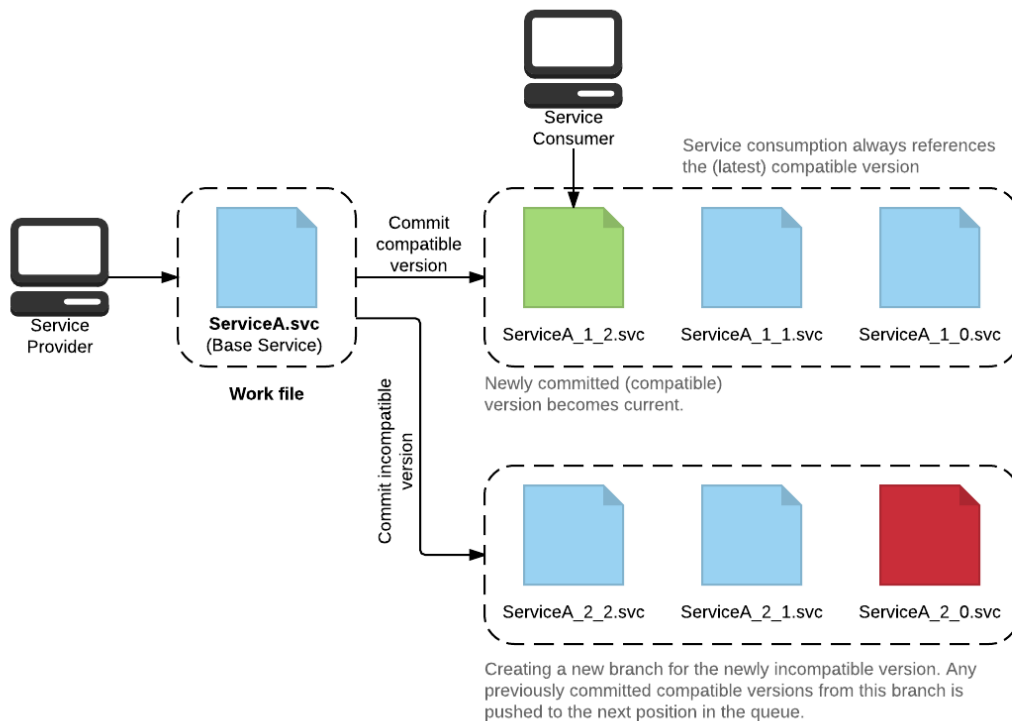 Service
Consumer
Service consumption always references
the (latest) compatible version
Service
Provider
ServiceA.svc
(Base Service)
Work file
Commit
compatible
version
ServiceA_1_2.svc
ServiceA_1_1.svc
ServiceA_1_0.svc
Newly committed (compatible)
version becomes current.
Commit incompatible
version
ServiceA_2_2.svc
ServiceA_2_1.svc
ServiceA_2_0.svc
Creating a new branch for the newly incompatible version. Any
previously committed compatible versions from this branch is
pushed to the next position in the queue.